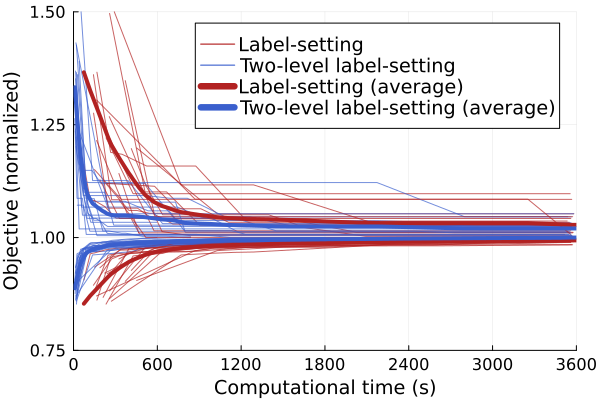 1.50
Label-setting
Two-level label-setting
Label-setting (average)
Two-level label-setting (average)
1.25
Objective (normalized)
1.00
0.75
0 600 1200 1800 2400 3000 3600
Computational time (s)